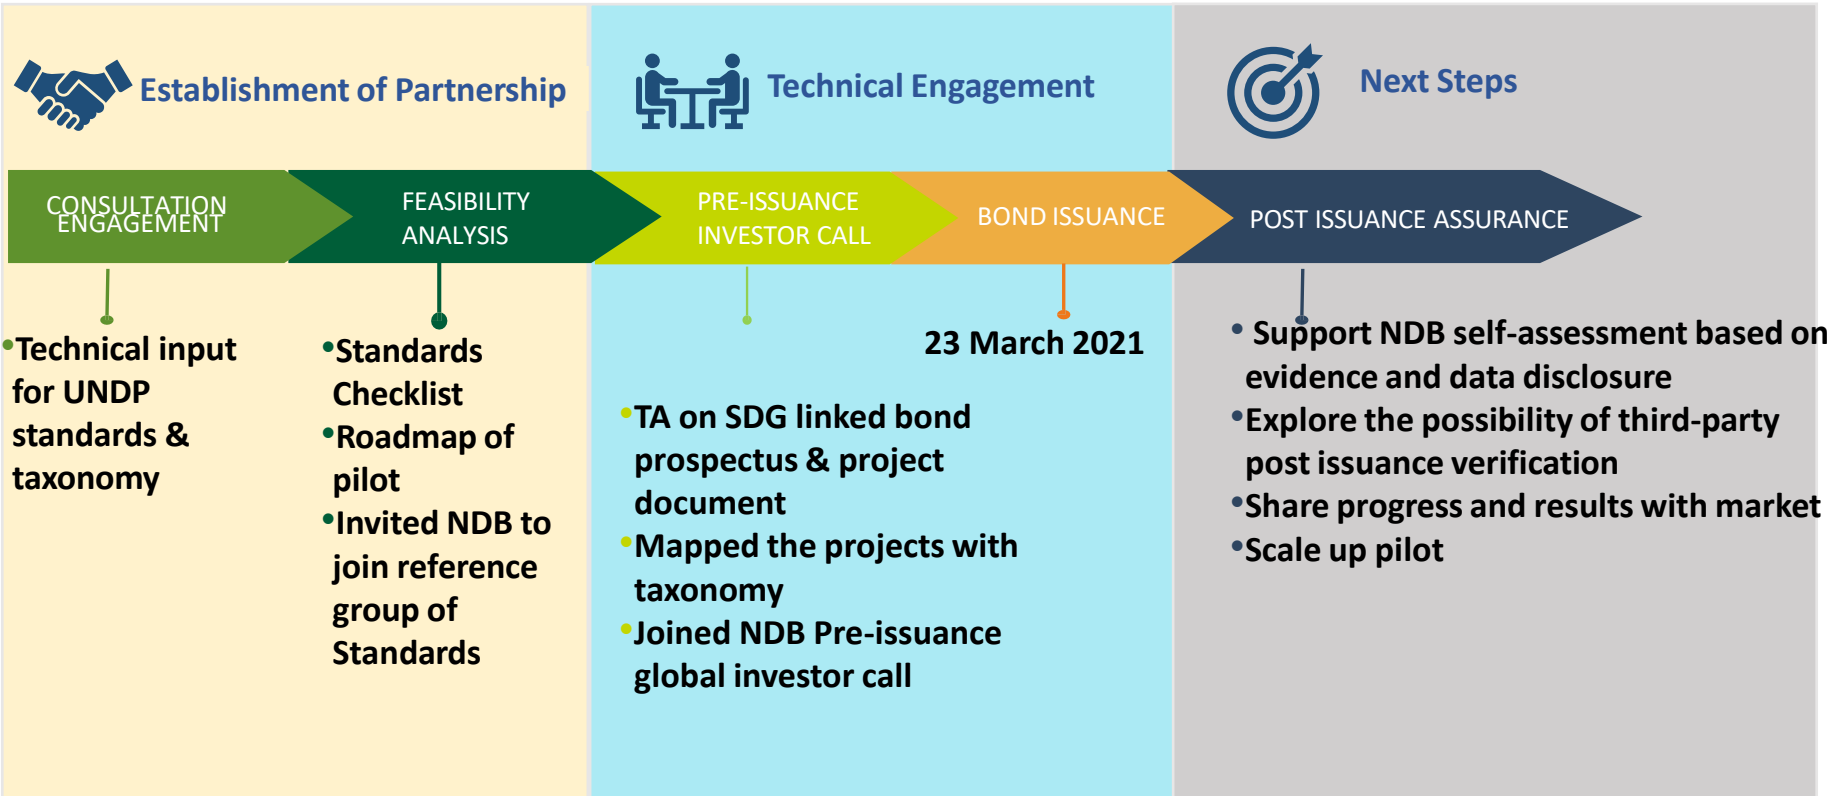 Establishment of Partnership
Technical Engagement
Next Steps
CONSULTATION
ENGAGEMENT
FEASIBILITY
ANALYSIS
PRE-ISSUANCE
INVESTOR CALL
BOND ISSUANCE
POST ISSUANCE ASSURANCE
•Technical input
for UNDP
standards &
taxonomy
•Standards
Checklist
•Roadmap of
pilot
•Invited NDB to
join reference
group of
Standards
23 March 2021
•TA on SDG linked bond
prospectus & project
document
•Mapped the projects with
taxonomy
•Joined NDB Pre-issuance
global investor call
• Support NDB self-assessment based on
evidence and data disclosure
•Explore the possibility of third-party
post issuance verification
•Share progress and results with market
•Scale up pilot